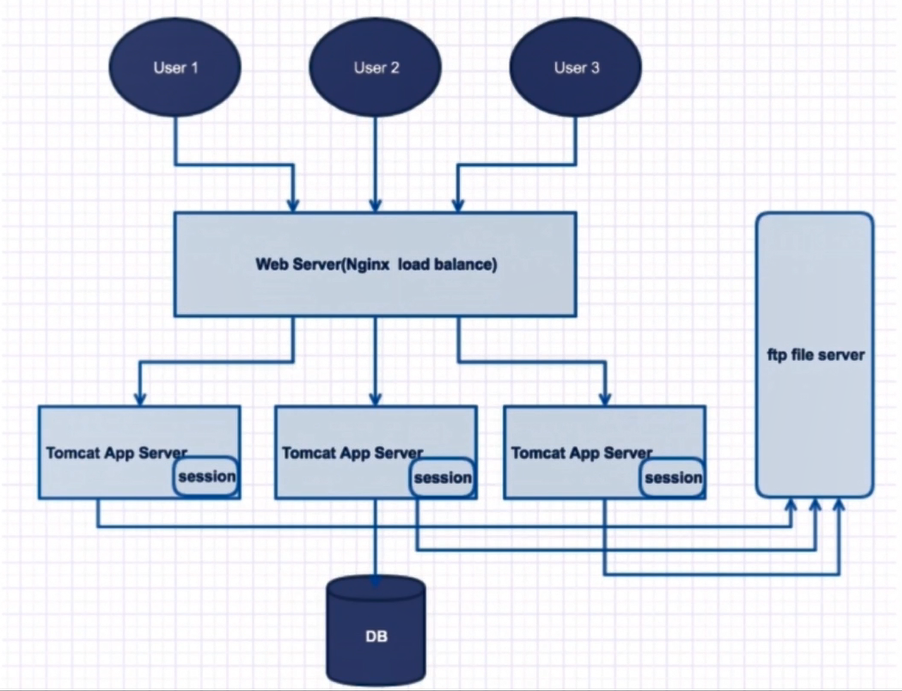 User 1
User 2
User 3
Web Server(Nginx  load balance)
ftp file server
Tomcat App Server
session
Tomcat App Server
session
Tomcat App Server
session
DB